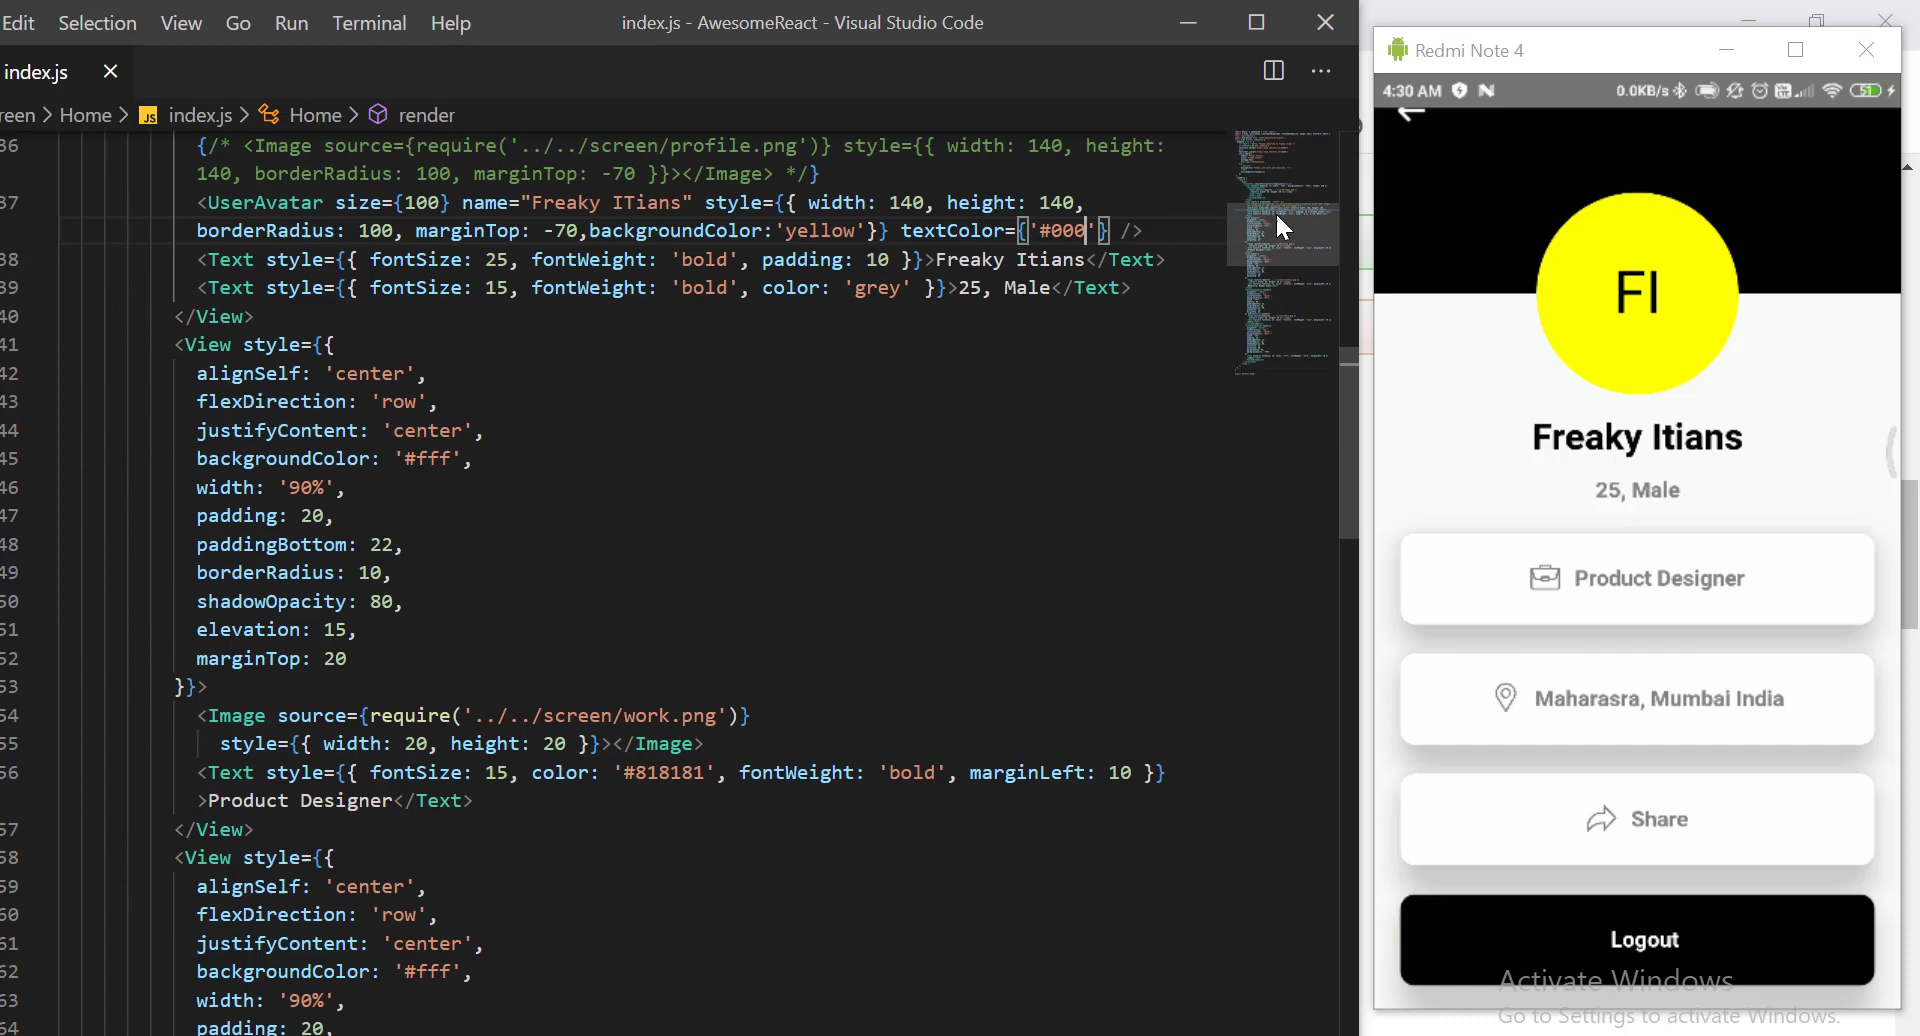 Edit Selection View Go Run Terminal Help index.js - AwesomeReact - Visual Studio Code
index.js
reen > Home > JS index.js > Home > render
36 {/* <Image source={require('../../screen/profile.png')} style={{ width: 140, height:
140, borderRadius: 100, marginTop: -70 }}></Image> */}
37 <UserAvatar size={100} name="Freaky ITians" style={{ width: 140, height: 140,
borderRadius: 100, marginTop: -70,backgroundColor:'yellow'}} textColor={'#000'} />
38 <Text style={{ fontSize: 25, fontWeight: 'bold', padding: 10 }}>Freaky Itians</Text>
39 <Text style={{ fontSize: 15, fontWeight: 'bold', color: 'grey' }}>25, Male</Text>
40 </View>
41 <View style={{
42 alignSelf: 'center',
43 flexDirection: 'row',
44 justifyContent: 'center',
45 backgroundColor: '#fff',
46 width: '90%',
47 padding: 20,
48 paddingBottom: 22,
49 borderRadius: 10,
50 shadowOpacity: 80,
51 elevation: 15,
52 marginTop: 20
53 }}>
54 <Image source={require('../../screen/work.png')}
55 style={{ width: 20, height: 20 }}></Image>
56 <Text style={{ fontSize: 15, color: '#818181', fontWeight: 'bold', marginLeft: 10 }}
>Product Designer</Text>
57 </View>
58 <View style={{
59 alignSelf: 'center',
60 flexDirection: 'row',
61 justifyContent: 'center',
62 backgroundColor: '#fff',
63 width: '90%',
64 padding: 20,
Redmi Note 4
4:30 AM 0.0KB/s 51
FI
Freaky Itians
25, Male
Product Designer
Maharasra, Mumbai India
Share
Logout
Activate Windows
Go to Settings to activate Windows.